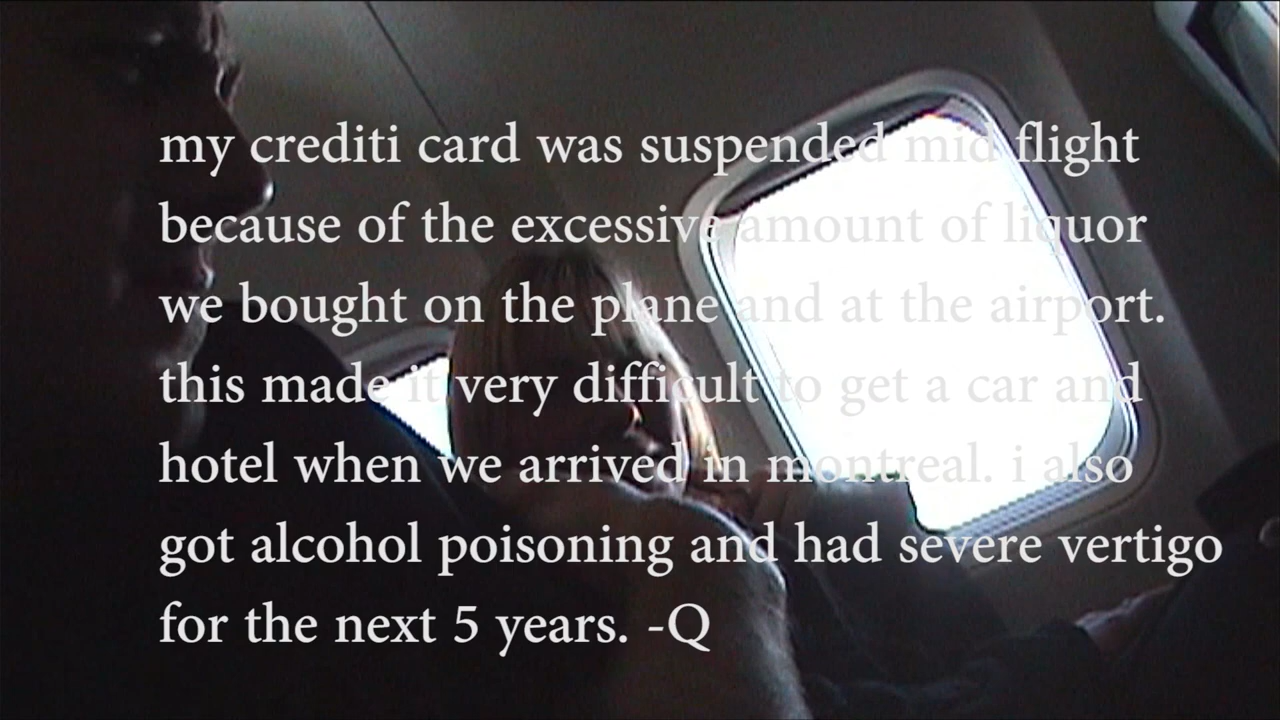 my crediti card was suspended mid flight
because of the excessive amount of liquor
we bought on the plane and at the airport.
this made it very difficult to get a car and
hotel when we arrived in montreal. i also
got alcohol poisoning and had severe vertigo
for the next 5 years. -Q